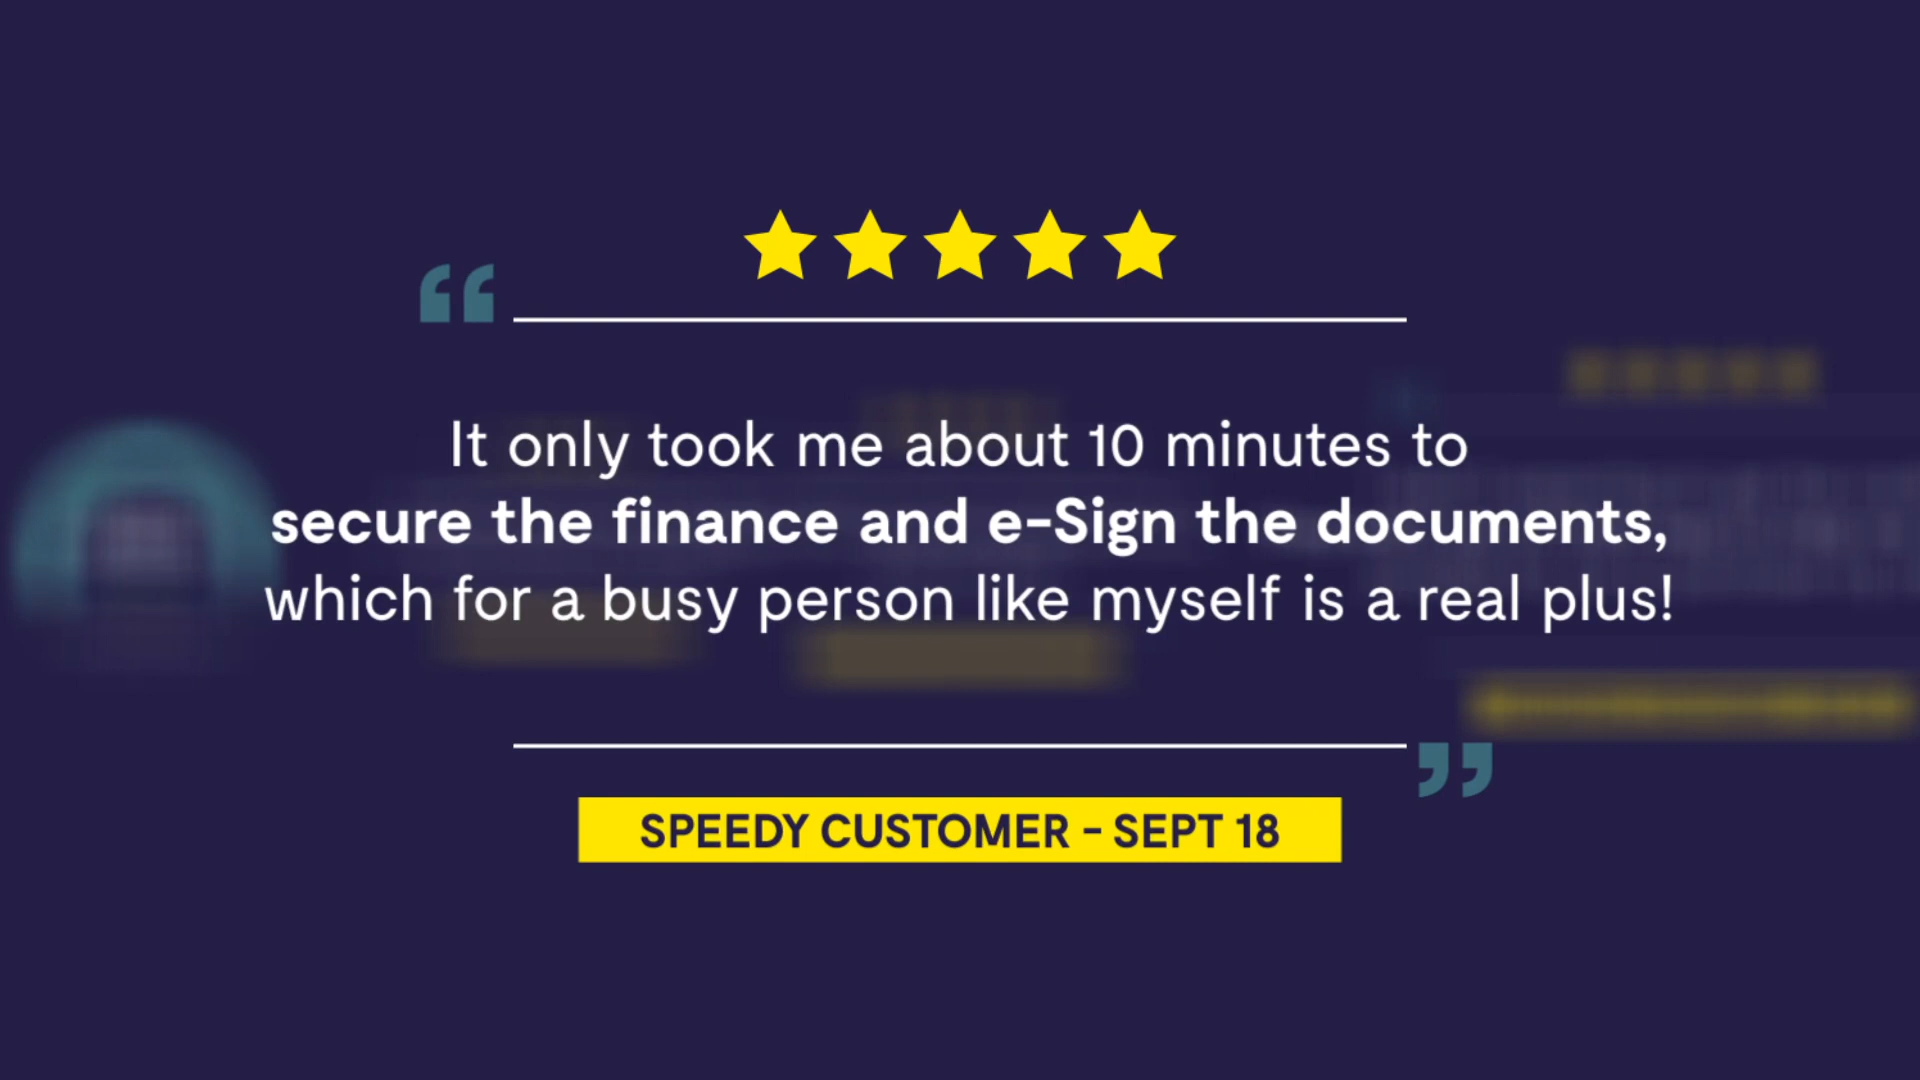 It only took me about 10 minutes to
secure the finance and e-Sign the documents,
which for a busy person like myself is a real plus!
SPEEDY CUSTOMER - SEPT 18